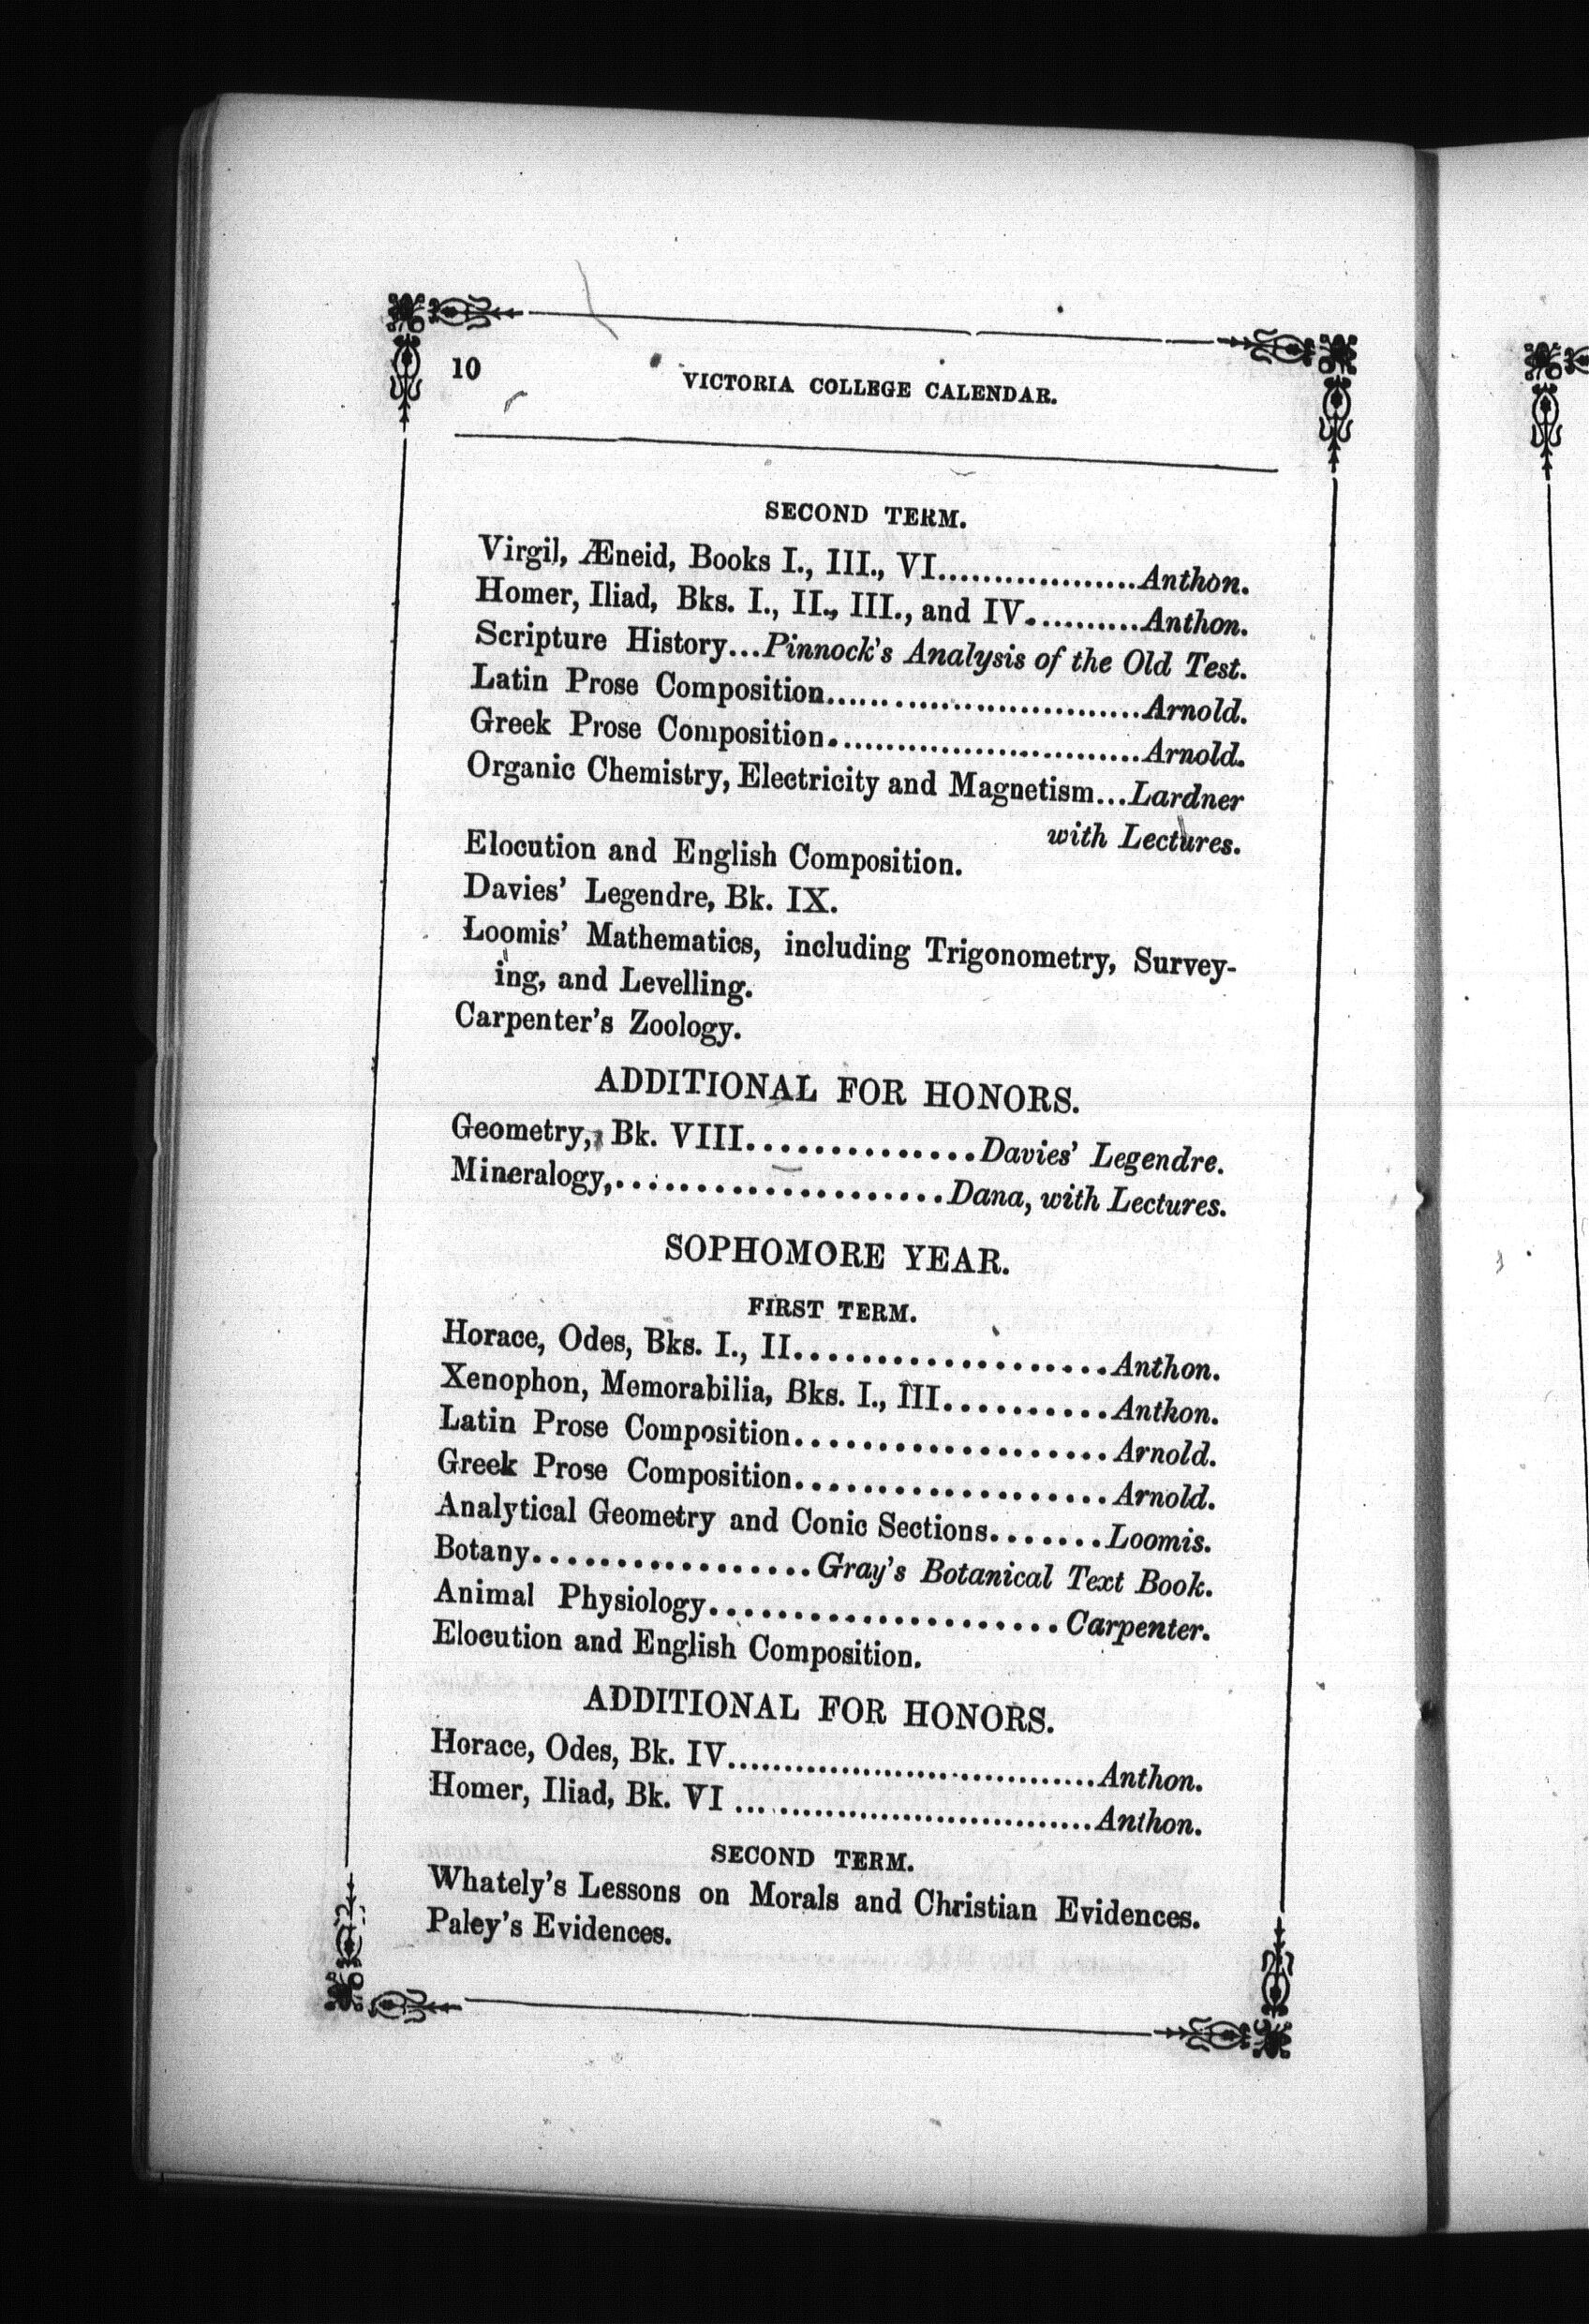 10
VICTORIA COLLEGE CALENDAR.
SECOND TERM.
Virgil, Æneid, Books I., III., VI..................Anthon.
Homer, Iliad, Bks. I., II., III., and IV...........Anthon.
Scripture History...Pinnock's Analysis of the Old Test.
Latin Prose Composition.............................Arnold.
Greek Prose Composition.............................Arnold.
Organic Chemistry, Electricity and Magnetism...Lardner
with Lectures.
Elocution and English Composition.
Davies' Legendre, Bk. IX.
Loomis' Mathematics, including Trigonometry, Survey-
ing, and Levelling.
Carpenter's Zoology.
ADDITIONAL FOR HONORS.
Geometry, Bk. VIII..............Davies' Legendre.
Mineralogy,...................Dana, with Lectures.
SOPHOMORE YEAR.
FIRST TERM.
Horace, Odes, Bks. I., II...................Anthon.
Xenophon, Memorabilia, Bks. I., III..........Anthon.
Latin Prose Composition...................Arnold.
Greek Prose Composition...................Arnold.
Analytical Geometry and Conic Sections.......Loomis.
Botany.................Gray's Botanical Text Book.
Animal Physiology.....................Carpenter.
Elocution and English Composition.
ADDITIONAL FOR HONORS.
Horace, Odes, Bk. IV..................................Anthon.
Homer, Iliad, Bk. VI ..................................Anthon.
SECOND TERM.
Whately's Lessons on Morals and Christian Evidences.
Paley's Evidences.